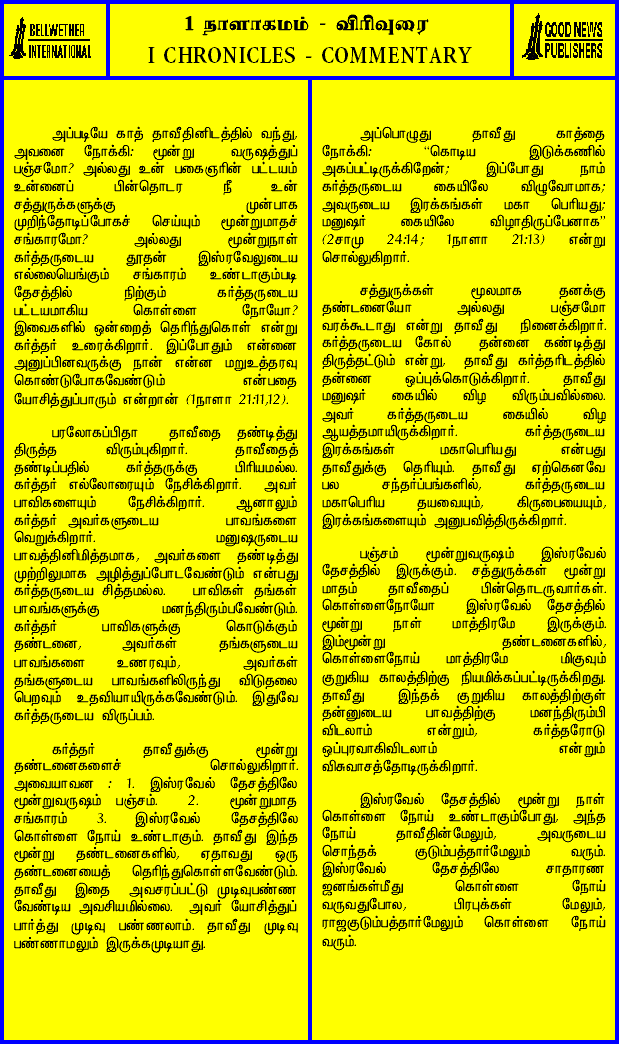 BELLWETHER
INTERNATIONAL
1 நாளாகமம் - விரிவுரை
I CHRONICLES - COMMENTARY
GOOD NEWS
PUBLISHERS
அப்படியே காத் தாவீதினிடத்தில் வந்து,
அவனை நோக்கி: மூன்று வருஷத்துப்
பஞ்சமோ? அல்லது உன் பகைஞரின் பட்டயம்
உன்னைப் பின்தொடர நீ உன்
சத்துருக்களுக்கு முன்பாக
முறிந்தோடிப்போகச் செய்யும் மூன்றுமாதச்
சங்காரமோ? அல்லது மூன்றுநாள்
கர்த்தருடைய தூதன் இஸ்ரவேலுடைய
எல்லையெங்கும் சங்காரம் உண்டாகும்படி
தேசத்தில் நிற்கும் கர்த்தருடைய
பட்டயமாகிய கொள்ளை நோயோ?
இவைகளில் ஒன்றைத் தெரிந்துகொள் என்று
கர்த்தர் உரைக்கிறார். இப்போதும் என்னை
அனுப்பினவருக்கு நான் என்ன மறுஉத்தரவு
கொண்டுபோகவேண்டும் என்பதை
யோசித்துப்பாரும் என்றான் (1நாளா 21:11,12).
பரலோகப்பிதா தாவீதை தண்டித்து
திருத்த விரும்புகிறார். தாவீதைத்
தண்டிப்பதில் கர்த்தருக்கு பிரியமல்ல.
கர்த்தர் எல்லோரையும் நேசிக்கிறார். அவர்
பாவிகளையும் நேசிக்கிறார். ஆனாலும்
கர்த்தர் அவர்களுடைய பாவங்களை
வெறுக்கிறார். மனுஷருடைய
பாவத்தினிமித்தமாக, அவர்களை தண்டித்து
முற்றிலுமாக அழித்துப்போடவேண்டும் என்பது
கர்த்தருடைய சித்தமல்ல. பாவிகள் தங்கள்
பாவங்களுக்கு மனந்திரும்பவேண்டும்.
கர்த்தர் பாவிகளுக்கு கொடுக்கும்
தண்டனை, அவர்கள் தங்களுடைய
பாவங்களை உணரவும், அவர்கள்
தங்களுடைய பாவங்களிலிருந்து விடுதலை
பெறவும் உதவியாயிருக்கவேண்டும். இதுவே
கர்த்தருடைய விருப்பம்.
கர்த்தர் தாவீதுக்கு மூன்று
தண்டனைகளைச் சொல்லுகிறார்.
அவையாவன : 1. இஸ்ரவேல் தேசத்திலே
மூன்றுவருஷம் பஞ்சம். 2. மூன்றுமாத
சங்காரம் 3. இஸ்ரவேல் தேசத்திலே
கொள்ளை நோய் உண்டாகும். தாவீது இந்த
மூன்று தண்டனைகளில், ஏதாவது ஒரு
தண்டனையைத் தெரிந்துகொள்ளவேண்டும்.
தாவீது இதை அவசரப்பட்டு முடிவுபண்ண
வேண்டிய அவசியமில்லை. அவர் யோசித்துப்
பார்த்து முடிவு பண்ணலாம். தாவீது முடிவு
பண்ணாமலும் இருக்கமுடியாது.
அப்பொழுது தாவீது காத்தை
நோக்கி: “கொடிய இடுக்கணில்
அகப்பட்டிருக்கிறேன்; இப்போது நாம்
கர்த்தருடைய கையிலே விழுவோமாக;
அவருடைய இரக்கங்கள் மகா பெரியது;
மனுஷர் கையிலே விழாதிருப்பேனாக”
(2சாமு 24:14; 1நாளா 21:13) என்று
சொல்லுகிறார்.
சத்துருக்கள் மூலமாக தனக்கு
தண்டனையோ அல்லது பஞ்சமோ
வரக்கூடாது என்று தாவீது நினைக்கிறார்.
கர்த்தருடைய கோல் தன்னை கண்டித்து
திருத்தட்டும் என்று, தாவீது கர்த்தரிடத்தில்
தன்னை ஒப்புக்கொடுக்கிறார். தாவீது
மனுஷர் கையில் விழ விரும்பவில்லை.
அவர் கர்த்தருடைய கையில் விழ
ஆயத்தமாயிருக்கிறார். கர்த்தருடைய
இரக்கங்கள் மகாபெரியது என்பது
தாவீதுக்கு தெரியும். தாவீது ஏற்கெனவே
பல சந்தர்ப்பங்களில், கர்த்தருடைய
மகாபெரிய தயவையும், கிருபையையும்,
இரக்கங்களையும் அனுபவித்திருக்கிறார்.
பஞ்சம் மூன்றுவருஷம் இஸ்ரவேல்
தேசத்தில் இருக்கும். சத்துருக்கள் மூன்று
மாதம் தாவீதைப் பின்தொடருவார்கள்.
கொள்ளைநோயோ இஸ்ரவேல் தேசத்தில்
மூன்று நாள் மாத்திரமே இருக்கும்.
இம்மூன்று தண்டனைகளில்,
கொள்ளைநோய் மாத்திரமே மிகுவும்
குறுகிய காலத்திற்கு நியமிக்கப்பட்டிருக்கிறது.
தாவீது இந்தக் குறுகிய காலத்திற்குள்
தன்னுடைய பாவத்திற்கு மனந்திரும்பி
விடலாம் என்றும், கர்த்தரோடு
ஒப்புரவாகிவிடலாம் என்றும்
விசுவாசத்தோடிருக்கிறார்.
இஸ்ரவேல் தேசத்தில் மூன்று நாள்
கொள்ளை நோய் உண்டாகும்போது, அந்த
நோய் தாவீதின்மேலும், அவருடைய
சொந்தக் குடும்பத்தார்மேலும் வரும்.
இஸ்ரவேல் தேசத்திலே சாதாரண
ஜனங்கள்மீது கொள்ளை நோய்
வருவதுபோல, பிரபுக்கள் மேலும்,
ராஜகுடும்பத்தார்மேலும் கொள்ளை நோய்
வரும்.